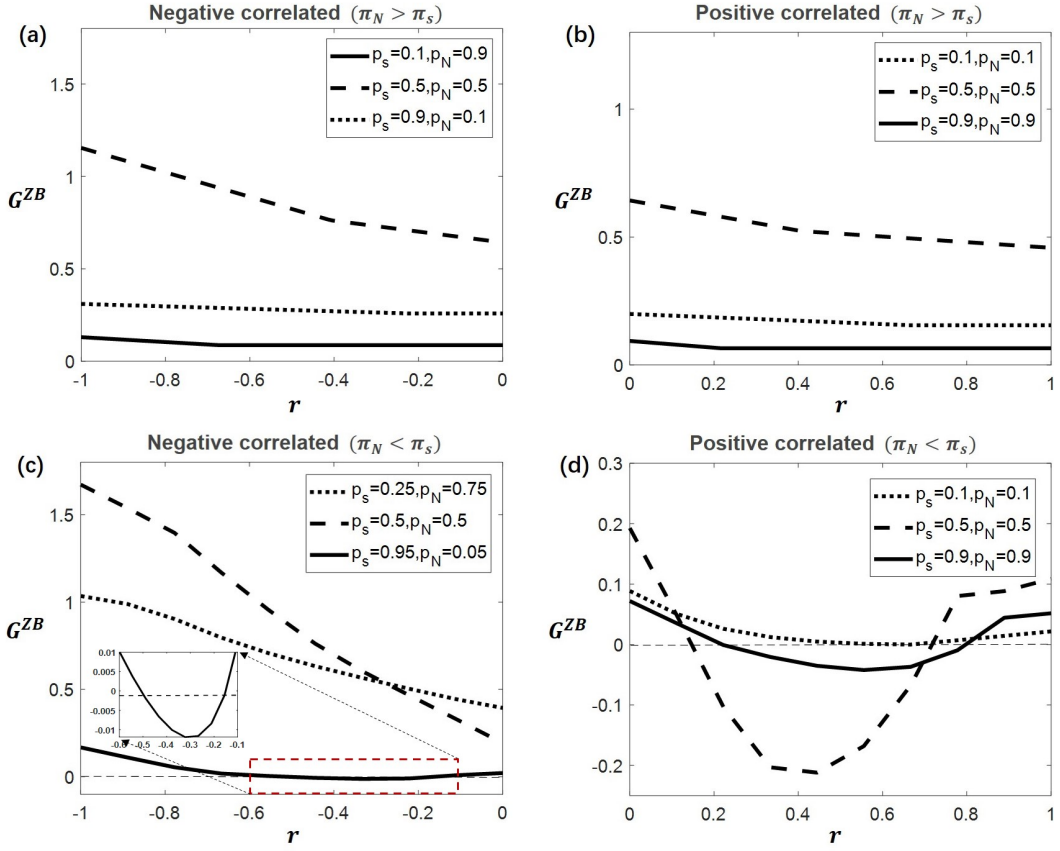 Negative correlated (π_N > π_s)
(a)
p_s=0.1,p_N=0.9
p_s=0.5,p_N=0.5
p_s=0.9,p_N=0.1
1.5
1
0.5
0
G^ZB
-1 -0.8 -0.6 -0.4 -0.2 0
r
Positive correlated (π_N > π_s)
(b)
p_s=0.1,p_N=0.1
p_s=0.5,p_N=0.5
p_s=0.9,p_N=0.9
1
0.5
0
G^ZB
0 0.2 0.4 0.6 0.8 1
r
Negative correlated (π_N < π_s)
(c)
p_s=0.25,p_N=0.75
p_s=0.5,p_N=0.5
p_s=0.95,p_N=0.05
1.5
1
0.5
0
G^ZB
0.01
0.005
0
-0.005
-0.01
-0.6 -0.5 -0.4 -0.3 -0.2 -0.1
-1 -0.8 -0.6 -0.4 -0.2 0
r
Positive correlated (π_N < π_s)
(d)
p_s=0.1,p_N=0.1
p_s=0.5,p_N=0.5
p_s=0.9,p_N=0.9
0.3
0.2
0.1
0
-0.1
-0.2
G^ZB
0 0.2 0.4 0.6 0.8 1
r